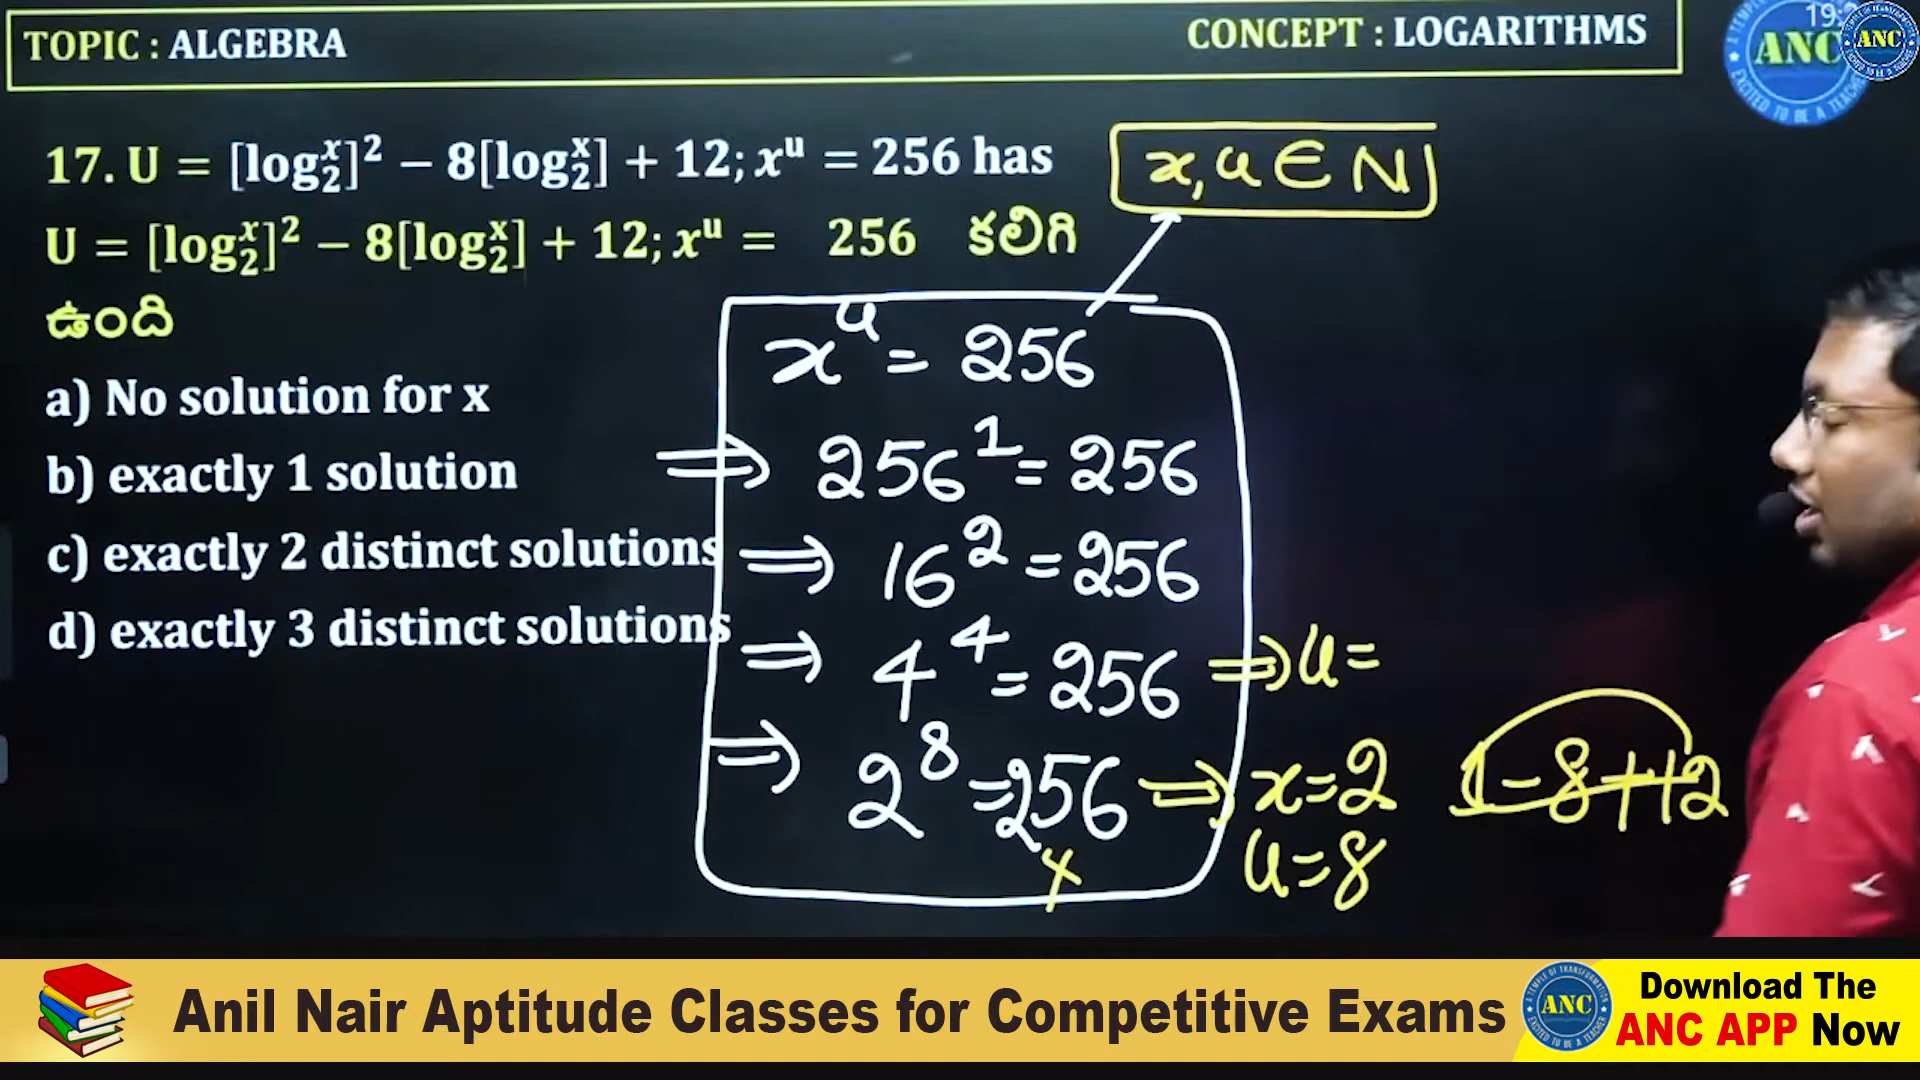 TOPIC : ALGEBRA
CONCEPT : LOGARITHMS
ANC
ANC
17. U = [log₂ˣ]² − 8[log₂ˣ] + 12; xᵘ = 256 has
x, u ∈ N
U = [log₂ˣ]² − 8[log₂ˣ] + 12; xᵘ = 256 కలిగి
ఉంది
a) No solution for x
b) exactly 1 solution
c) exactly 2 distinct solutions
d) exactly 3 distinct solutions
xᵘ = 256
⇒ 256¹ = 256
⇒ 16² = 256
⇒ 4⁴ = 256 ⇒ u =
⇒ 2⁸ = 256 ⇒ x = 2
1 − 8 + 12
u = 8
x
Anil Nair Aptitude Classes for Competitive Exams
ANC
Download The
ANC APP Now